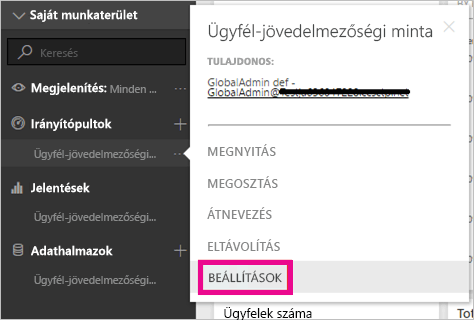 Saját munkaterület
Keresés
Megjelenítés: Minden ...
Irányítópultok
Ügyfél-jövedelmezőségi...
Jelentések
Ügyfél-jövedelmezőségi...
Adathalmazok
Ügyfél-jövedelmezőségi...
Ügyfél-jövedelmezőségi minta
TULAJDONOS:
GlobalAdmin def -
GlobalAdmin@
MEGNYITÁS
MEGOSZTÁS
ÁTNEVEZÉS
ELTÁVOLÍTÁS
BEÁLLÍTÁSOK
Ügyfelek száma
Tot